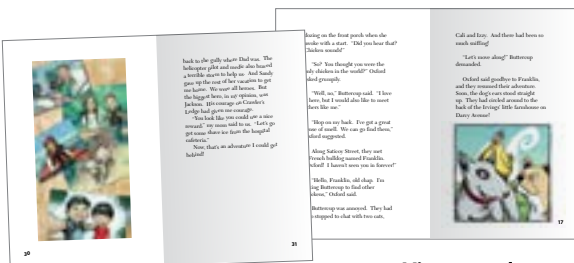 back to the gully where Dad was. The
helicopter pilot and medic also braved
a terrible storm to help us. And Sandy
gave up the rest of her vacation to get
me home. We were all heroes. But
the biggest hero, in my opinion, was
Jackson. His courage on Crawler's
Ledge had given me courage.
"You look like you could use a nice
reward," my mom said to us. "Let's go
get some shave ice from the hospital
cafeteria."
Now, that's an adventure I could get
behind!
30
31
dozing on the front porch when she
awoke with a start. "Did you hear that?
Chicken sounds!"
"So? You thought you were the
only chicken in the world?" Oxford
asked grumpily.
"Well, no," Buttercup said. "I love
here, but I would also like to meet
others like me."
"Hop on my back. I've got a great
sense of smell. We can go find them,"
Oxford suggested.
Along Saticoy Street, they met
French bulldog named Franklin.
Oxford! I haven't seen you in forever!"
"Hello, Franklin, old chap. I'm
ing Buttercup to find other
chickens," Oxford said.
Buttercup was annoyed. They had
stopped to chat with two cats,
Cali and Izzy. And there had been so
much sniffing!
"Let's move along!" Buttercup
demanded.
Oxford said goodbye to Franklin,
and they resumed their adventure.
Soon, the dog's ears stood straight
up. They had circled around to the
back of the Irvings' little farmhouse on
Darcy Avenue!
17